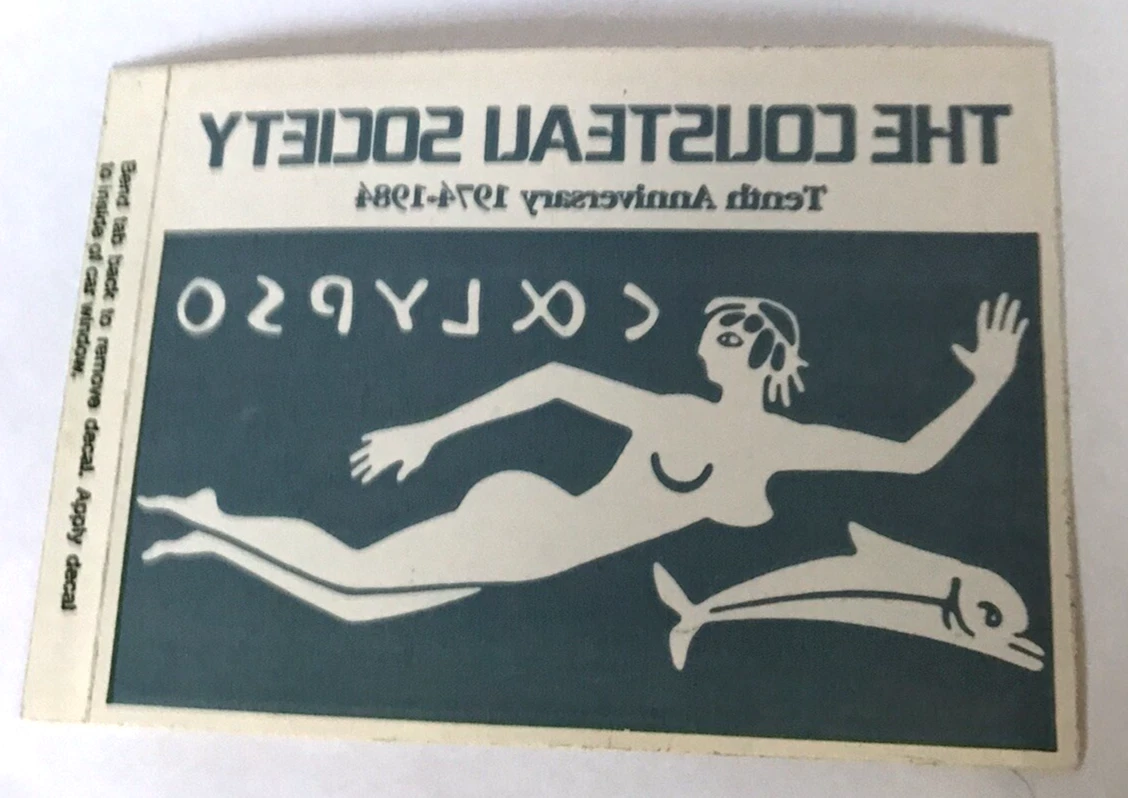 THE COUSTEAU SOCIETY
Tenth Anniversary 1974-1984
CALYPSO
Bend tab back to remove decal. Apply decal
to inside of car window.